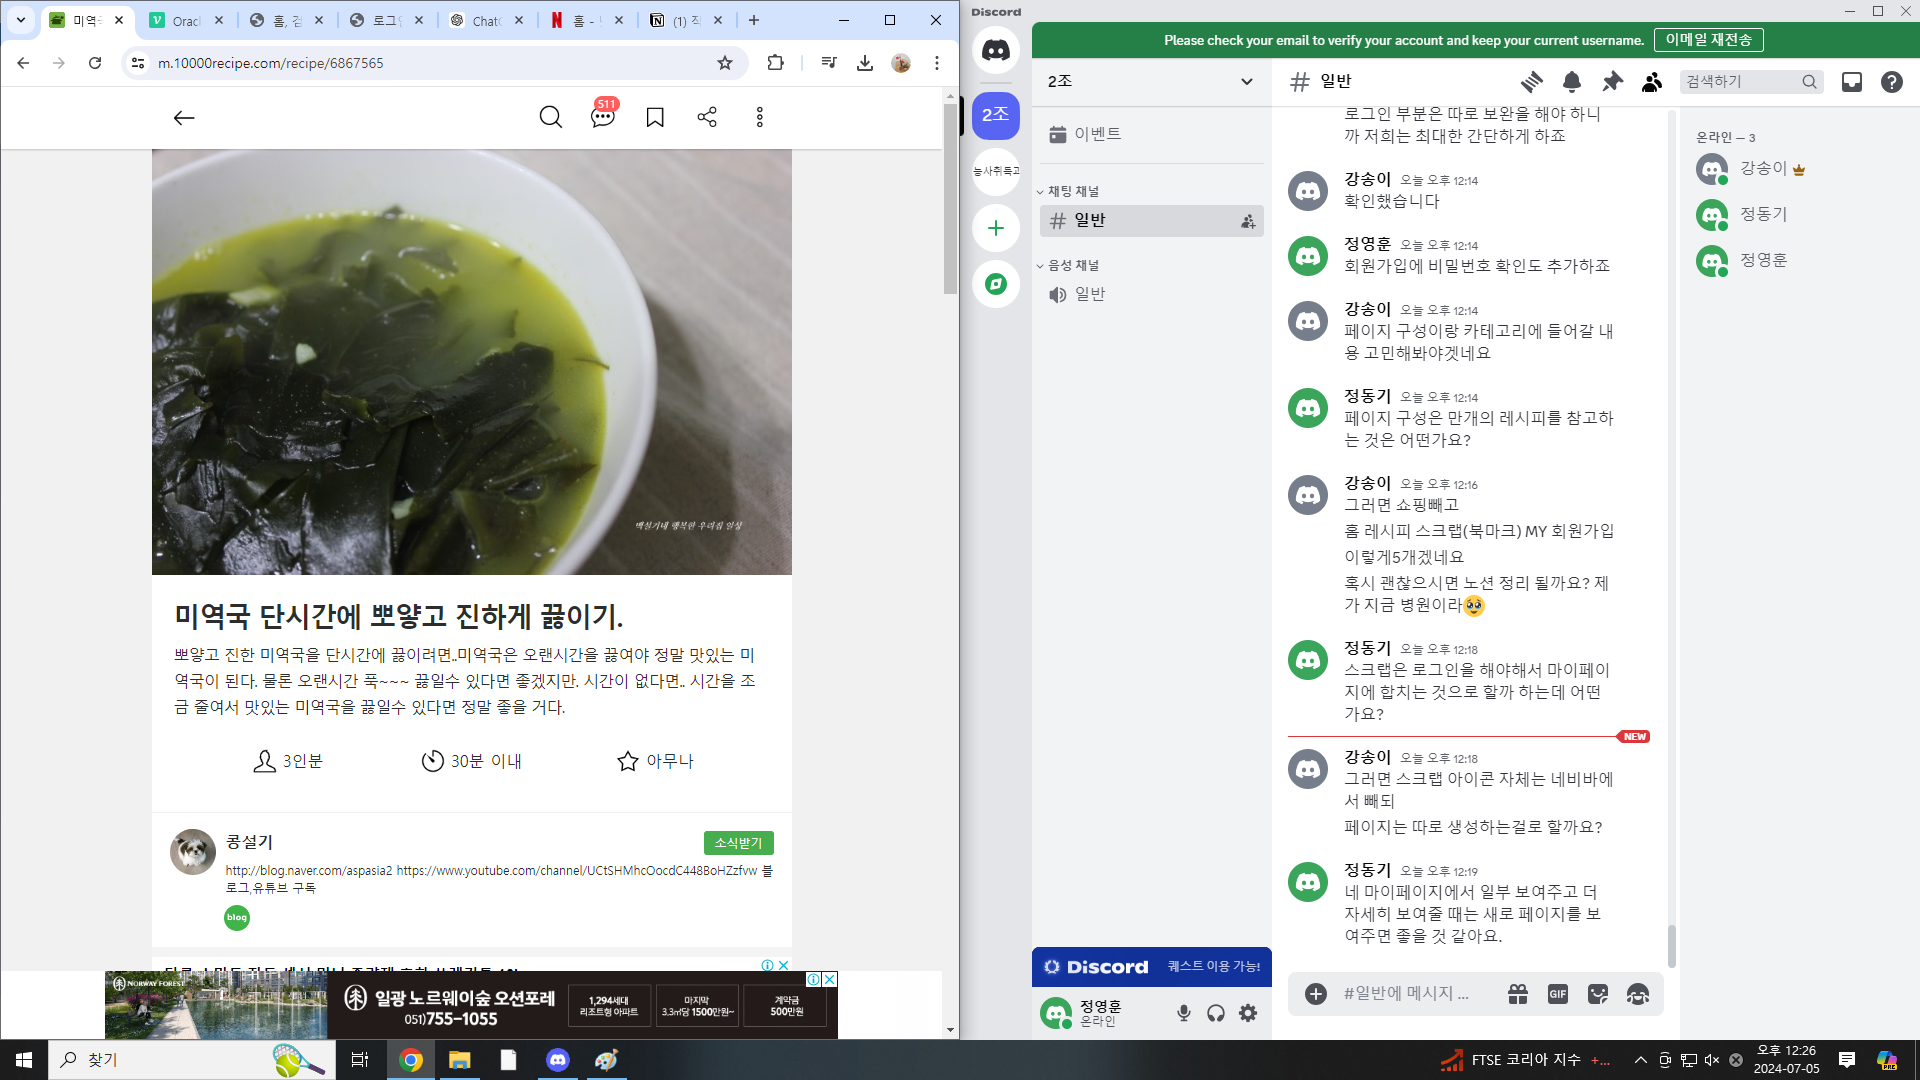 미역국
Oracl
홈, 검
로그인
ChatG
홈 - 
(1) 작
m.10000recipe.com/recipe/6867565
511
백설기네 행복한 우리집 일상
미역국 단시간에 뽀얗고 진하게 끓이기.
뽀얗고 진한 미역국을 단시간에 끓이려면..미역국은 오랜시간을 끓여야 정말 맛있는 미
역국이 된다. 물론 오랜시간 푹~~~ 끓일수 있다면 좋겠지만. 시간이 없다면.. 시간을 조
금 줄여서 맛있는 미역국을 끓일수 있다면 정말 좋을 거다.
3인분
30분 이내
아무나
콩설기
소식받기
http://blog.naver.com/aspasia2 https://www.youtube.com/channel/UCtSHMhcOocdC448BoHZzfvw 블
로그,유튜브 구독
blog
NORWAY FOREST
일광 노르웨이숲 오션포레
051)755-1055
1,294세대
리조트형 아파트
마지막
3.3㎡당 1500만원~
계약금
500만원
Discord
Please check your email to verify your account and keep your current username.
이메일 재전송
2조
농사취득고
2조
이벤트
채팅 채널
일반
음성 채널
일반
Discord
퀘스트 이용 가능!
정영훈
온라인
일반
검색하기
로그인 부분은 따로 보완을 해야 하니
까 저희는 최대한 간단하게 하죠
강송이 오늘 오후 12:14
확인했습니다
정영훈 오늘 오후 12:14
회원가입에 비밀번호 확인도 추가하죠
강송이 오늘 오후 12:14
페이지 구성이랑 카테고리에 들어갈 내
용 고민해봐야겟네요
정동기 오늘 오후 12:14
페이지 구성은 만개의 레시피를 참고하
는 것은 어떤가요?
강송이 오늘 오후 12:16
그러면 쇼핑빼고
홈 레시피 스크랩(북마크) MY 회원가입
이렇게5개겠네요
혹시 괜찮으시면 노션 정리 될까요? 제
가 지금 병원이라
정동기 오늘 오후 12:18
스크랩은 로그인을 해야해서 마이페이
지에 합치는 것으로 할까 하는데 어떤
가요?
NEW
강송이 오늘 오후 12:18
그러면 스크랩 아이콘 자체는 네비바에
서 빼되
페이지는 따로 생성하는걸로 할까요?
정동기 오늘 오후 12:19
네 마이페이지에서 일부 보여주고 더
자세히 보여줄 때는 새로 페이지를 보
여주면 좋을 것 같아요.
#일반에 메시지 ...
GIF
온라인 — 3
강송이
정동기
정영훈
찾기
FTSE 코리아 지수 +...
오후 12:26
2024-07-05
PRE